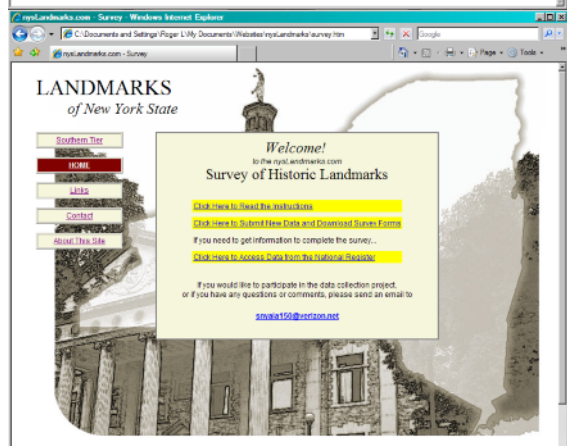 nysLandmarks.com - Survey - Windows Internet Explorer
C:\Documents and Settings\Roger L\My Documents\Websites\nysLandmarks\survey.htm
Google
nysLandmarks.com - Survey
Page
Tools
LANDMARKS
of New York State
Southern Tier
HOME
Links
Contact
About This Site
Welcome!
to the nysLandmarks.com
Survey of Historic Landmarks
Click Here to Read the Instructions
Click Here to Submit New Data and Download Survey Forms
If you need to get information to complete the survey...
Click Here to Access Data from the National Register
If you would like to participate in the data collection project,
or if you have any questions or comments, please send an email to